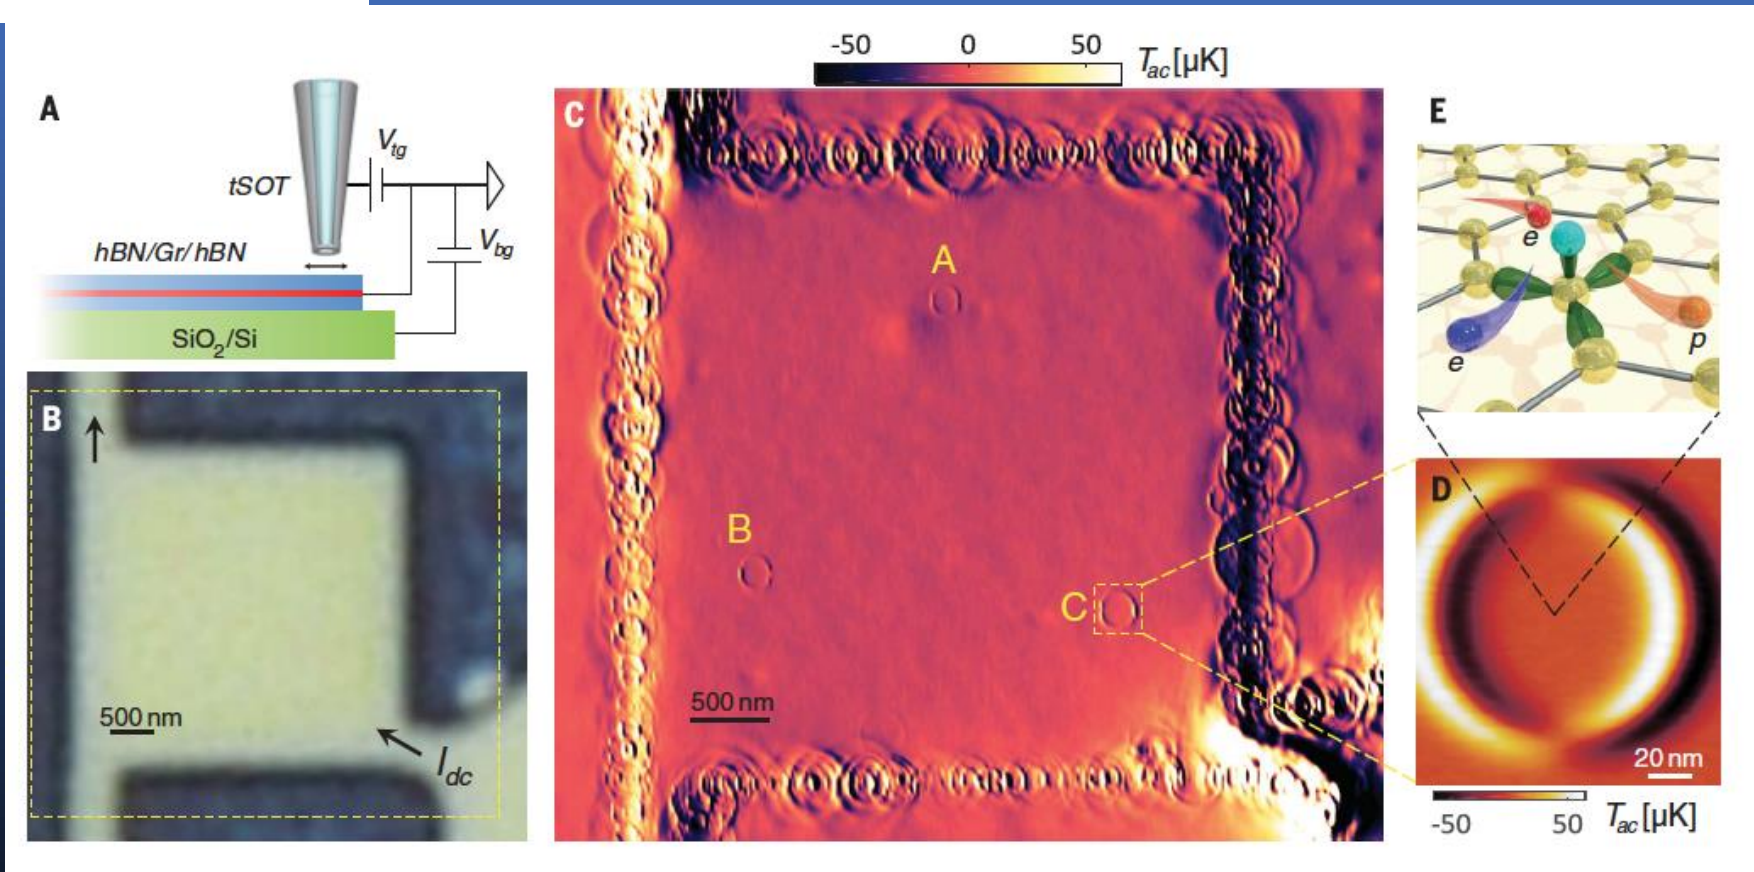 -50 0 50 Tac[µK]
A
Vtg
tSOT
Vbg
hBN/Gr/hBN
SiO2/Si
B
500 nm
Idc
C
A
B
C
500 nm
E
e
e
p
D
20 nm
-50 50 Tac[µK]